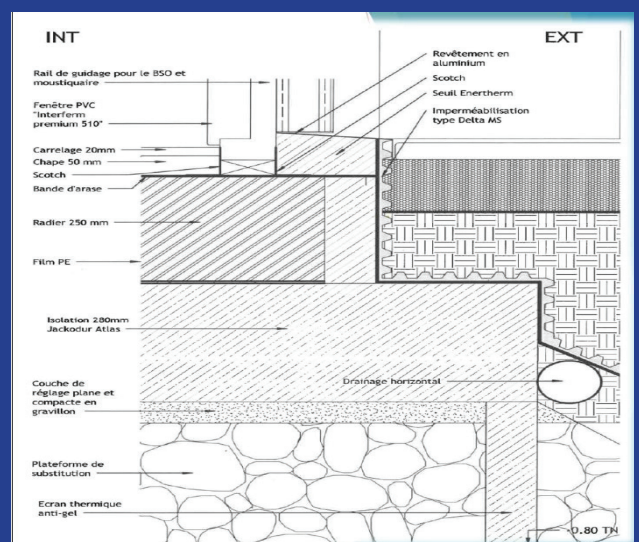 INT
EXT
Revêtement en
aluminium
Scotch
Seuil Enertherm
Imperméabilisation
type Delta MS
Rail de guidage pour le BSO et
moustiquaire
Fenêtre PVC
"Interferm
premium 510"
Carrelage 20mm
Chape 50 mm
Scotch
Bande d'arase
Radier 250 mm
Film PE
Isolation 280mm
Jackodur Atlas
Couche de
réglage plane et
compacte en
gravillon
Drainage horizontal
Plateforme de
substitution
Ecran thermique
anti-gel
-0.80 TN